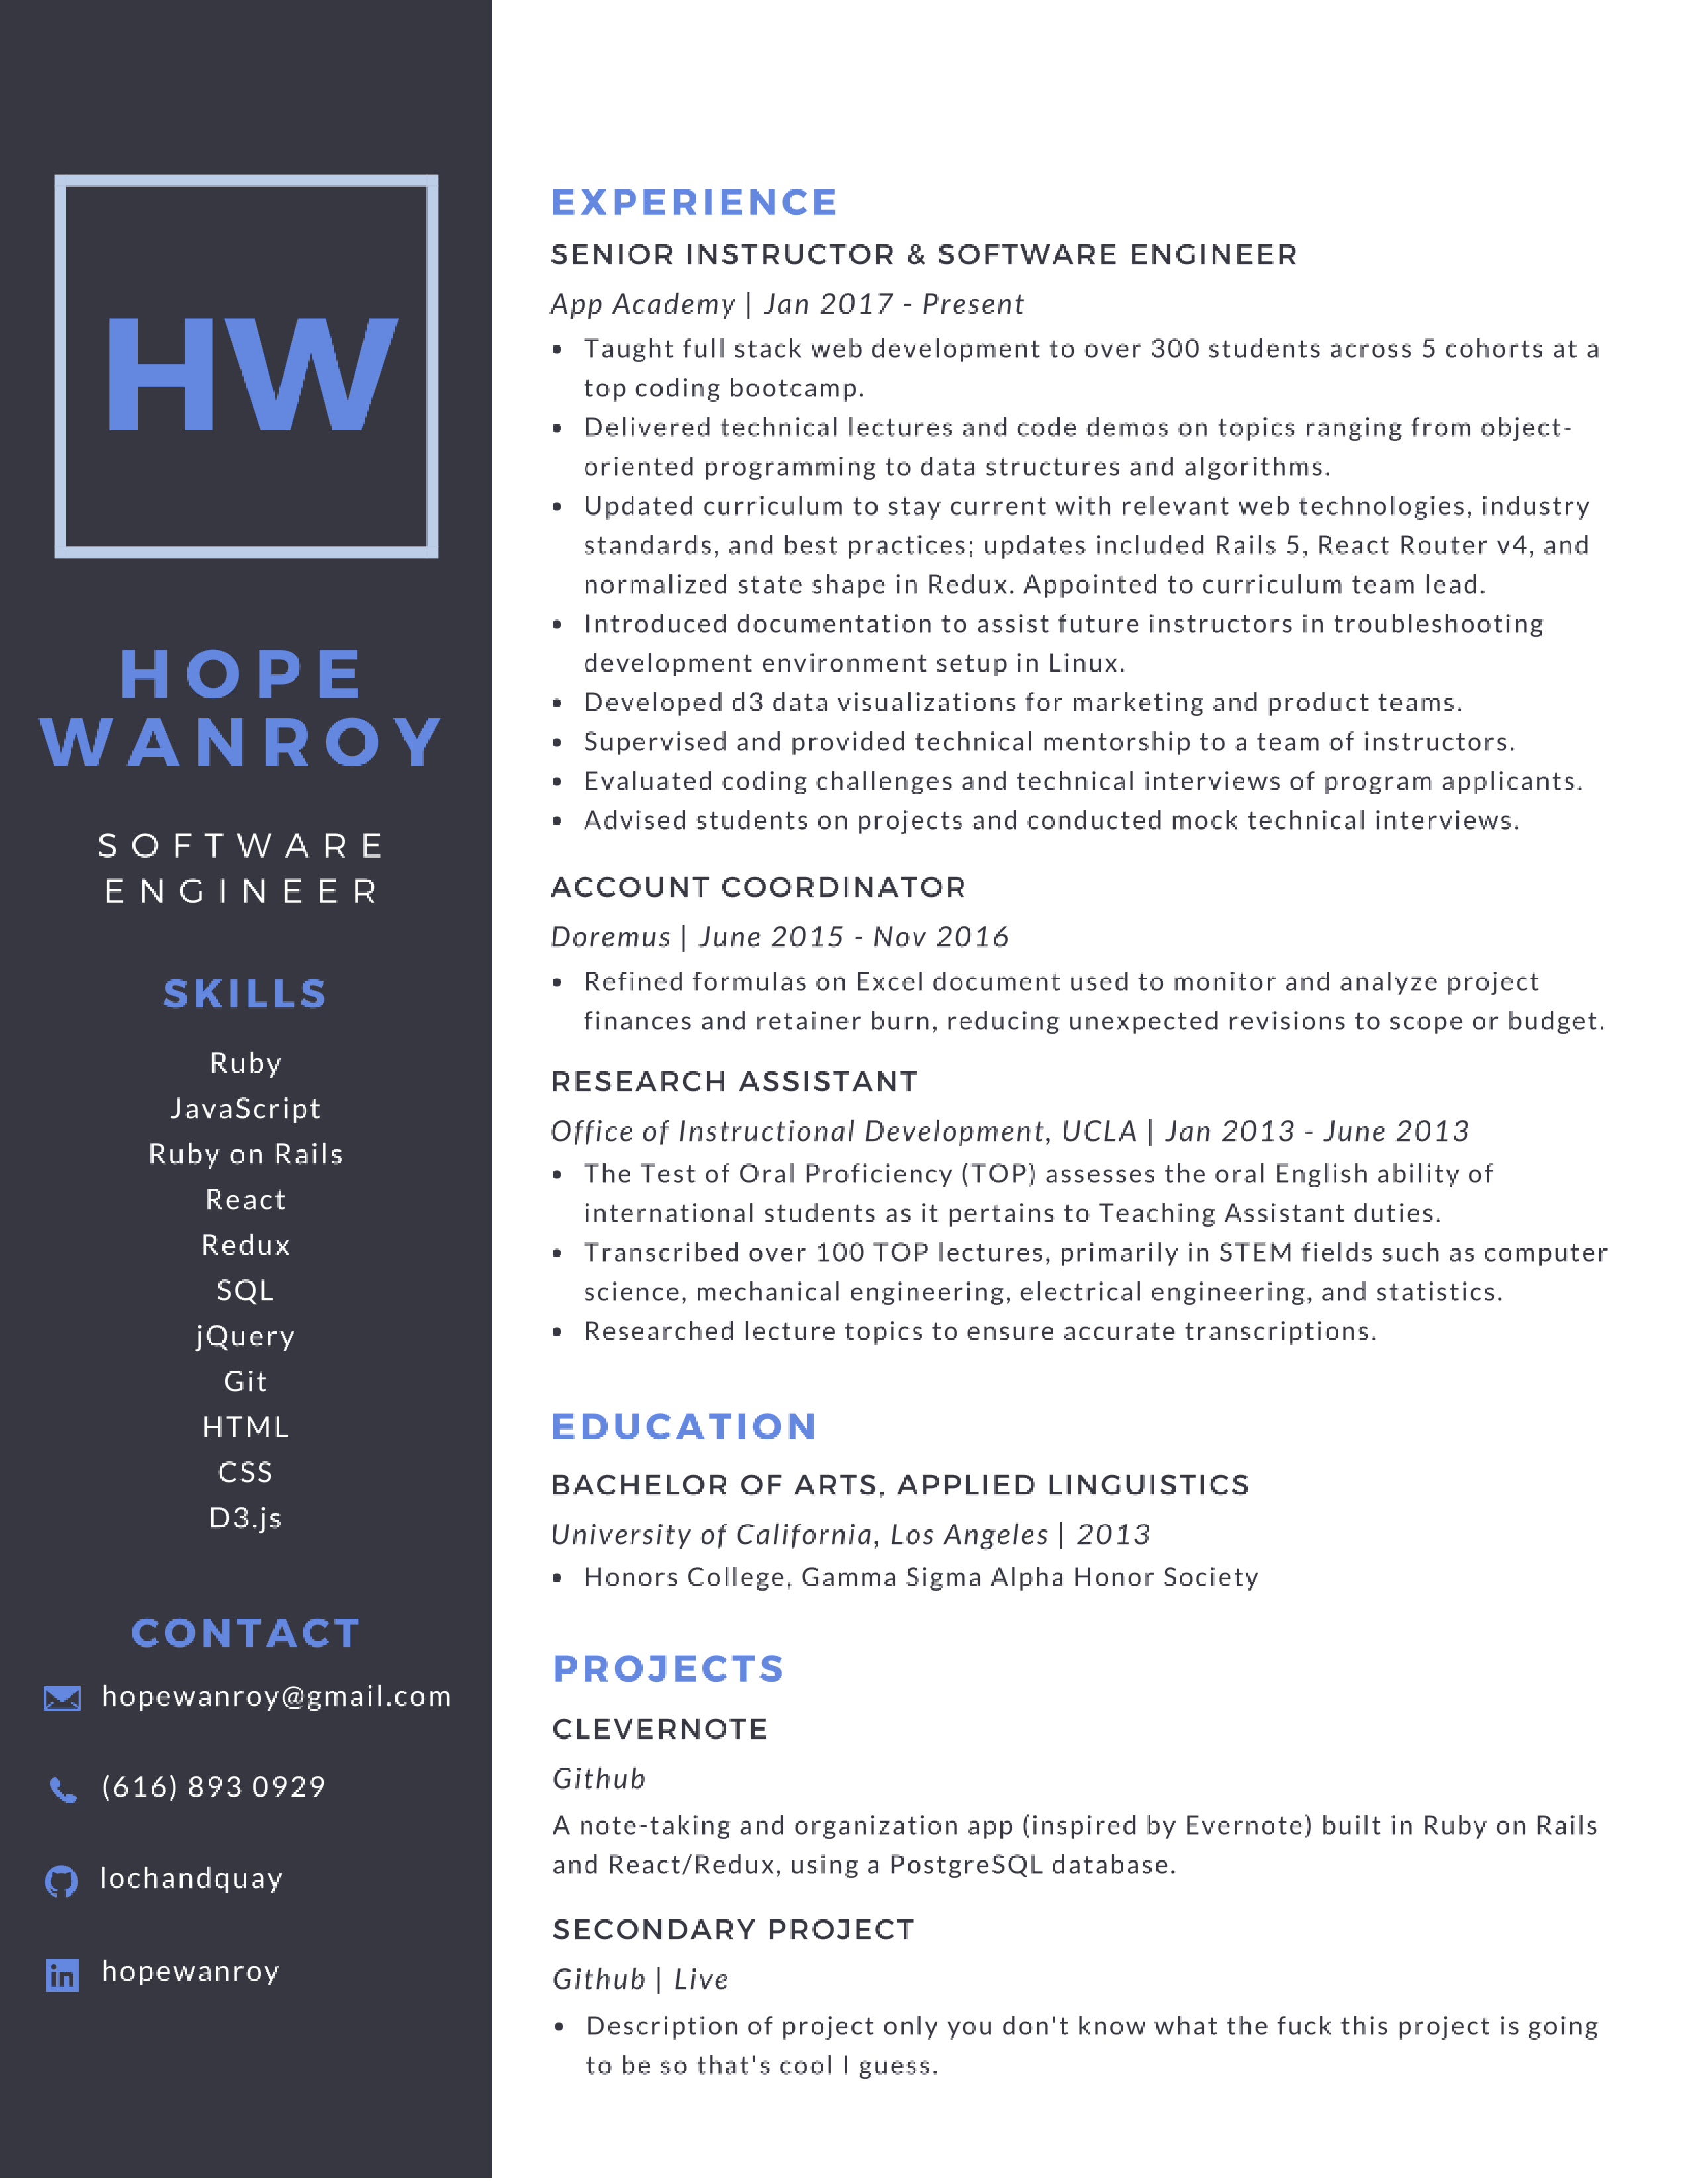 HW
HOPE
WANROY
SOFTWARE
ENGINEER
SKILLS
Ruby
JavaScript
Ruby on Rails
React
Redux
SQL
jQuery
Git
HTML
CSS
D3.js
CONTACT
hopewanroy@gmail.com
(616) 893 0929
lochandquay
in hopewanroy
EXPERIENCE
SENIOR INSTRUCTOR & SOFTWARE ENGINEER
App Academy | Jan 2017 - Present
• Taught full stack web development to over 300 students across 5 cohorts at a
top coding bootcamp.
• Delivered technical lectures and code demos on topics ranging from object-
oriented programming to data structures and algorithms.
• Updated curriculum to stay current with relevant web technologies, industry
standards, and best practices; updates included Rails 5, React Router v4, and
normalized state shape in Redux. Appointed to curriculum team lead.
• Introduced documentation to assist future instructors in troubleshooting
development environment setup in Linux.
• Developed d3 data visualizations for marketing and product teams.
• Supervised and provided technical mentorship to a team of instructors.
• Evaluated coding challenges and technical interviews of program applicants.
• Advised students on projects and conducted mock technical interviews.
ACCOUNT COORDINATOR
Doremus | June 2015 - Nov 2016
• Refined formulas on Excel document used to monitor and analyze project
finances and retainer burn, reducing unexpected revisions to scope or budget.
RESEARCH ASSISTANT
Office of Instructional Development, UCLA | Jan 2013 - June 2013
• The Test of Oral Proficiency (TOP) assesses the oral English ability of
international students as it pertains to Teaching Assistant duties.
• Transcribed over 100 TOP lectures, primarily in STEM fields such as computer
science, mechanical engineering, electrical engineering, and statistics.
• Researched lecture topics to ensure accurate transcriptions.
EDUCATION
BACHELOR OF ARTS, APPLIED LINGUISTICS
University of California, Los Angeles | 2013
• Honors College, Gamma Sigma Alpha Honor Society
PROJECTS
CLEVERNOTE
Github
A note-taking and organization app (inspired by Evernote) built in Ruby on Rails
and React/Redux, using a PostgreSQL database.
SECONDARY PROJECT
Github | Live
• Description of project only you don't know what the fuck this project is going
to be so that's cool I guess.